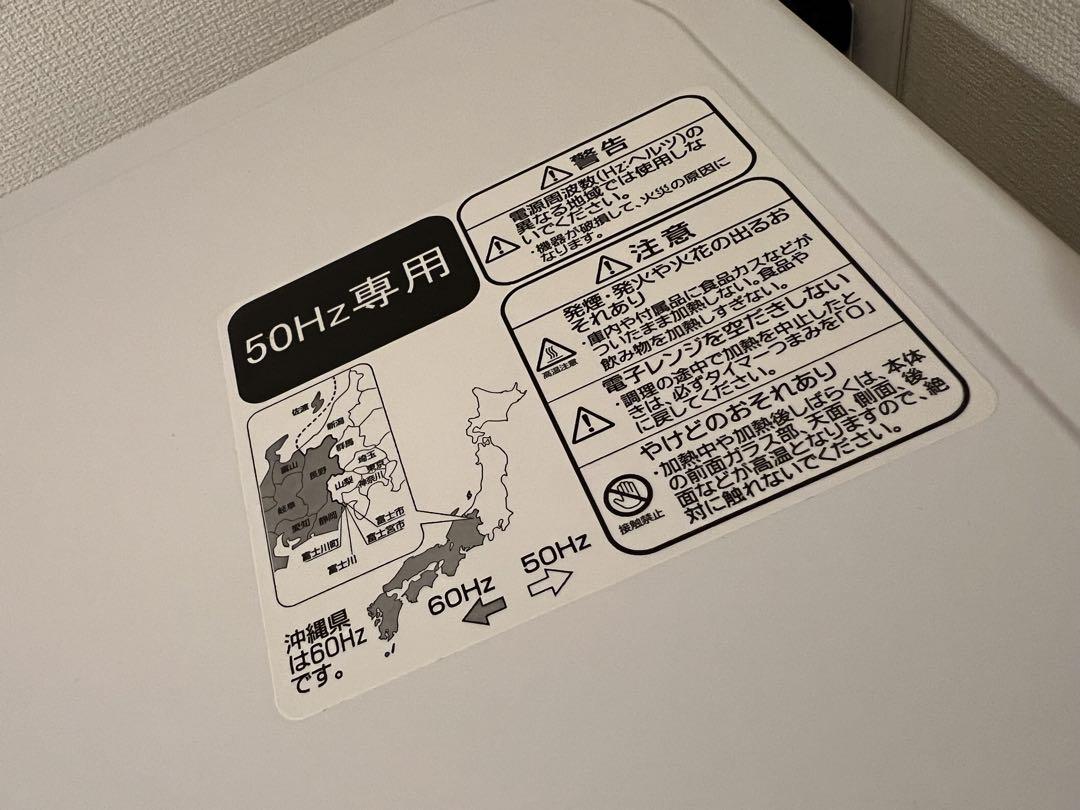 50Hz専用
佐渡
新潟
群馬
富山
長野
埼玉
東京
山梨
神奈川
岐阜
愛知
静岡
富士市
富士宮市
富士川町
富士川
50Hz
60Hz
沖縄県
は60Hz
です。
警告
電源周波数(Hz:ヘルツ)の
異なる地域では使用しな
いでください。
・機器が破損して、火災の原因に
なります。
注意
発煙・発火や火花の出るお
それあり
・庫内や付属品に食品カスなどが
ついたまま加熱しない。食品や
飲み物を加熱しすぎない。
高温注意
電子レンジを空だきしない
・調理の途中で加熱を中止したと
きは、必ずタイマーつまみを「0」
に戻してください。
やけどのおそれあり
・加熱中や加熱後しばらくは、本体
の前面ガラス部、天面、側面、後
面などが高温となりますので、絶
対に触れないでください。
接触禁止